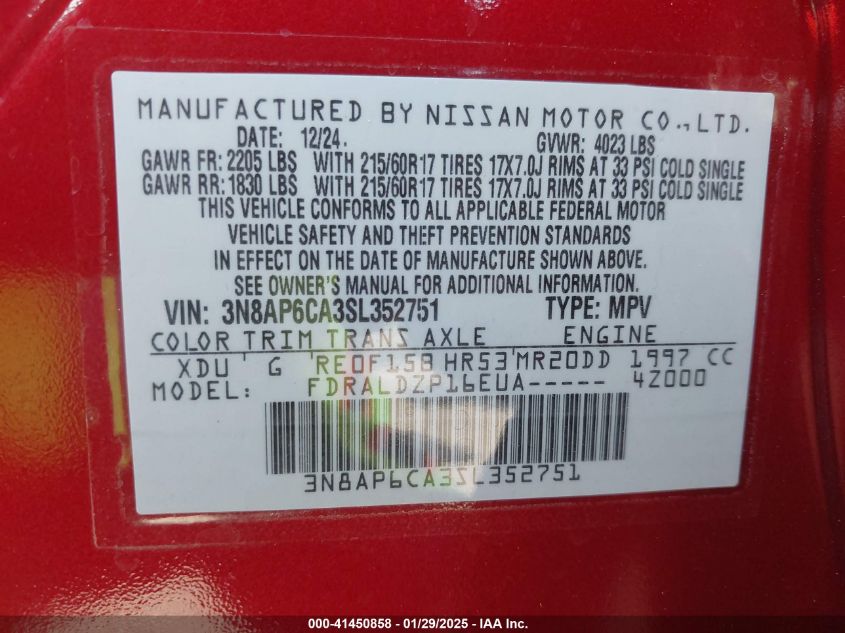 MANUFACTURED BY NISSAN MOTOR CO., LTD.
DATE: 12/24. GVWR: 4023 LBS
GAWR FR: 2205 LBS WITH 215/60R17 TIRES 17X7.0J RIMS AT 33 PSI COLD SINGLE
GAWR RR: 1830 LBS WITH 215/60R17 TIRES 17X7.0J RIMS AT 33 PSI COLD SINGLE
THIS VEHICLE CONFORMS TO ALL APPLICABLE FEDERAL MOTOR
VEHICLE SAFETY AND THEFT PREVENTION STANDARDS
IN EFFECT ON THE DATE OF MANUFACTURE SHOWN ABOVE.
SEE OWNER'S MANUAL FOR ADDITIONAL INFORMATION.
VIN: 3N8AP6CA3SL352751 TYPE: MPV
COLOR TRIM TRANS AXLE ENGINE
XDU G RE0F15B HR53 MR20DD 1997 CC
MODEL: FDRALDZP16EUA----- 4Z000
3N8AP6CA3SL352751
000-41450858 - 01/29/2025 - IAA Inc.